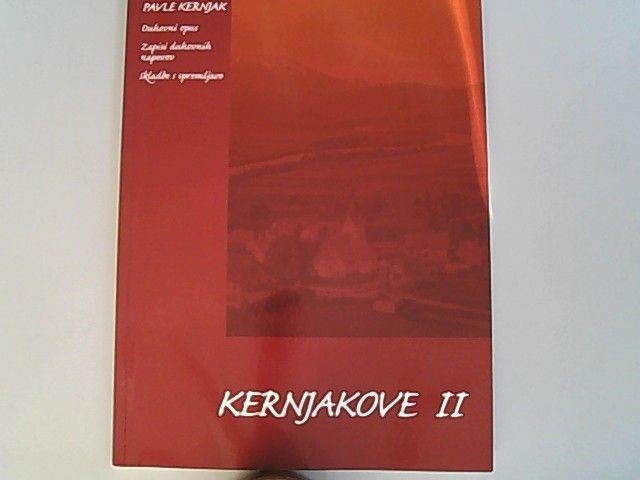 PAVLE KERNJAK
Duhovni opus
Zapisi duhovnih
napevov
Skladbe s spremljavo
KERNJAKOVE II